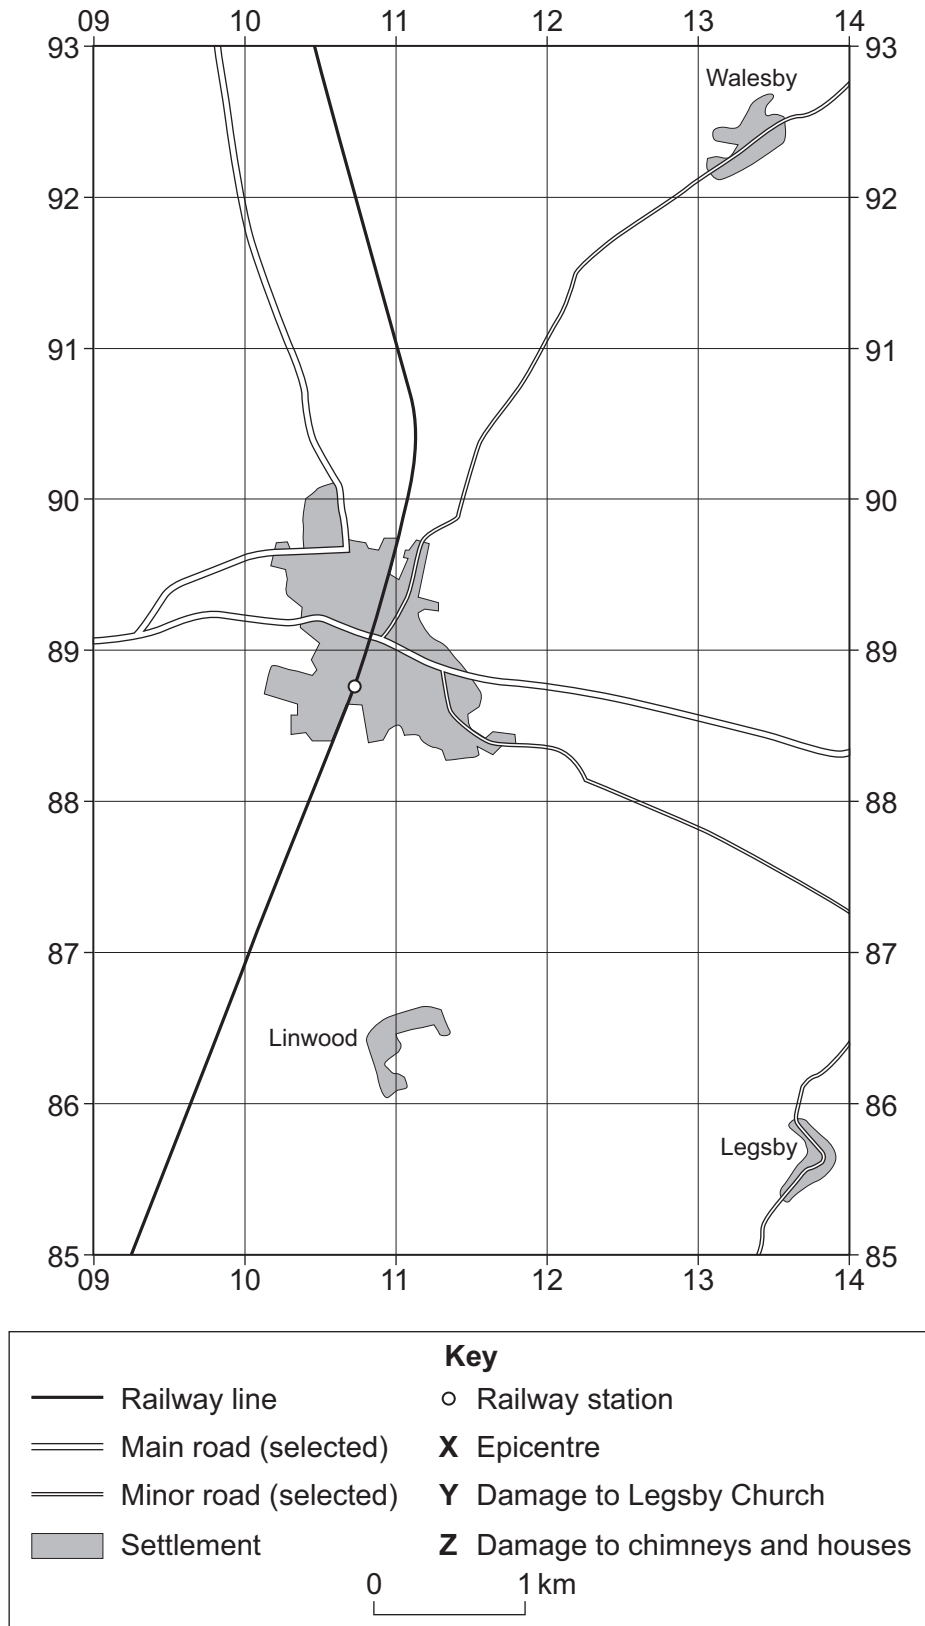 09 10 11 12 13 14
93 93
Walesby
92 92
91 91
90 90
89 89
88 88
87 87
Linwood
86 86
Legsby
85 85
09 10 11 12 13 14
Key
Railway line
Railway station
Main road (selected)
X Epicentre
Minor road (selected)
Y Damage to Legsby Church
Settlement
Z Damage to chimneys and houses
0 1 km